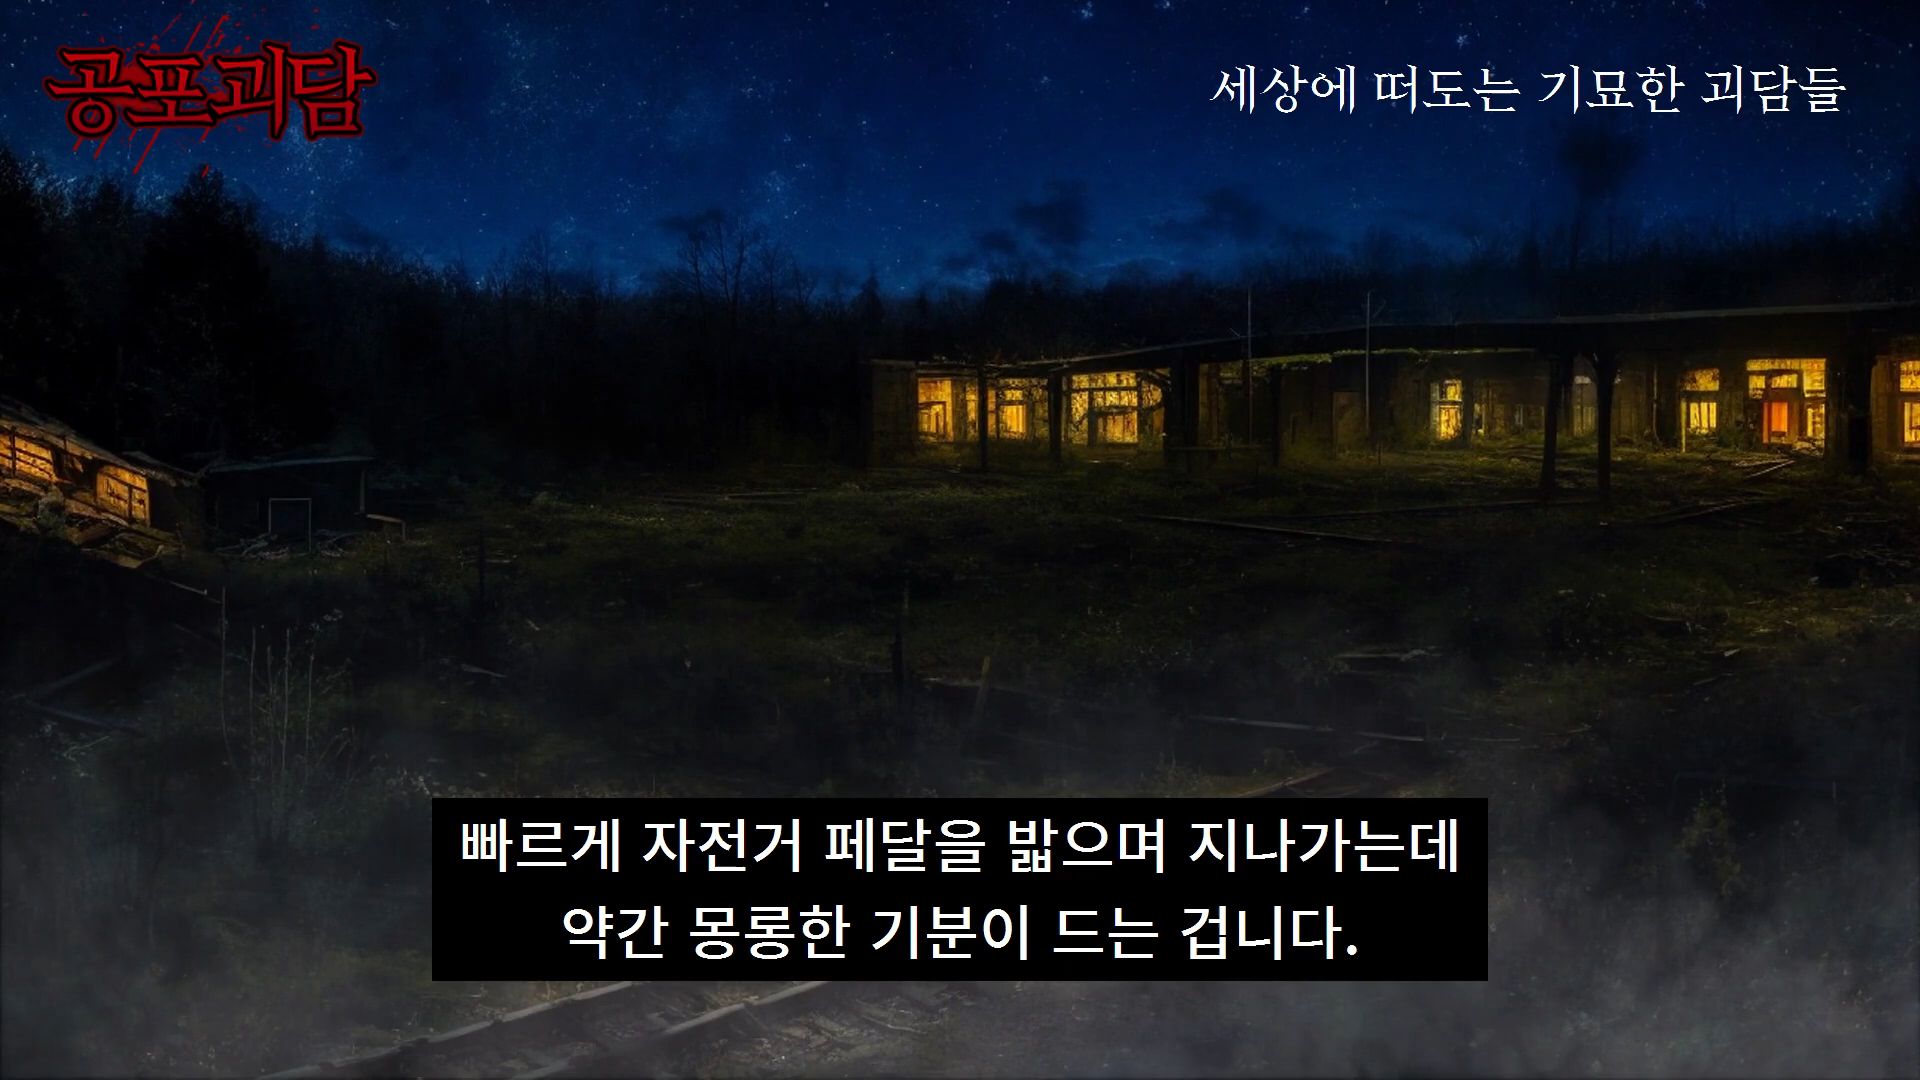 공포괴담
세상에 떠도는 기묘한 괴담들
빠르게 자전거 페달을 밟으며 지나가는데
약간 몽롱한 기분이 드는 겁니다.